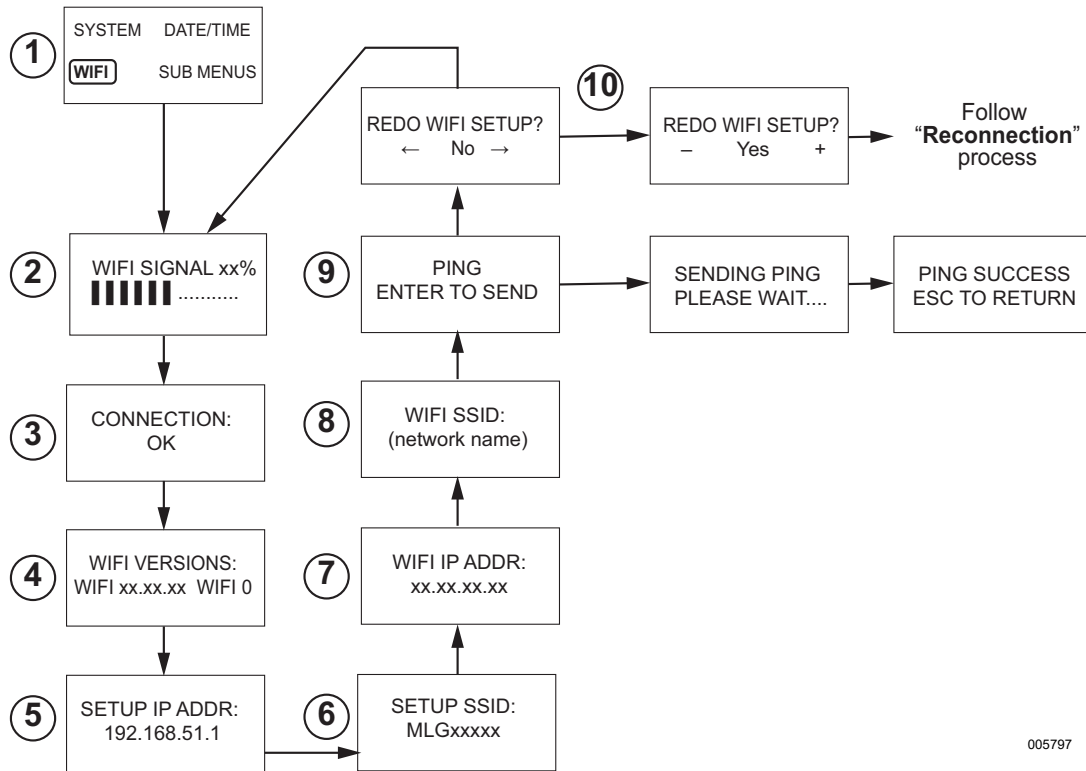 1
SYSTEM DATE/TIME
WIFI SUB MENUS
2
WIFI SIGNAL xx%
...........
3
CONNECTION:
OK
4
WIFI VERSIONS:
WIFI xx.xx.xx WIFI 0
5
SETUP IP ADDR:
192.168.51.1
6
SETUP SSID:
MLGxxxxx
7
WIFI IP ADDR:
xx.xx.xx.xx
8
WIFI SSID:
(network name)
9
PING
ENTER TO SEND
SENDING PING
PLEASE WAIT....
PING SUCCESS
ESC TO RETURN
REDO WIFI SETUP?
← No →
10
REDO WIFI SETUP?
– Yes +
Follow
“Reconnection”
process
005797